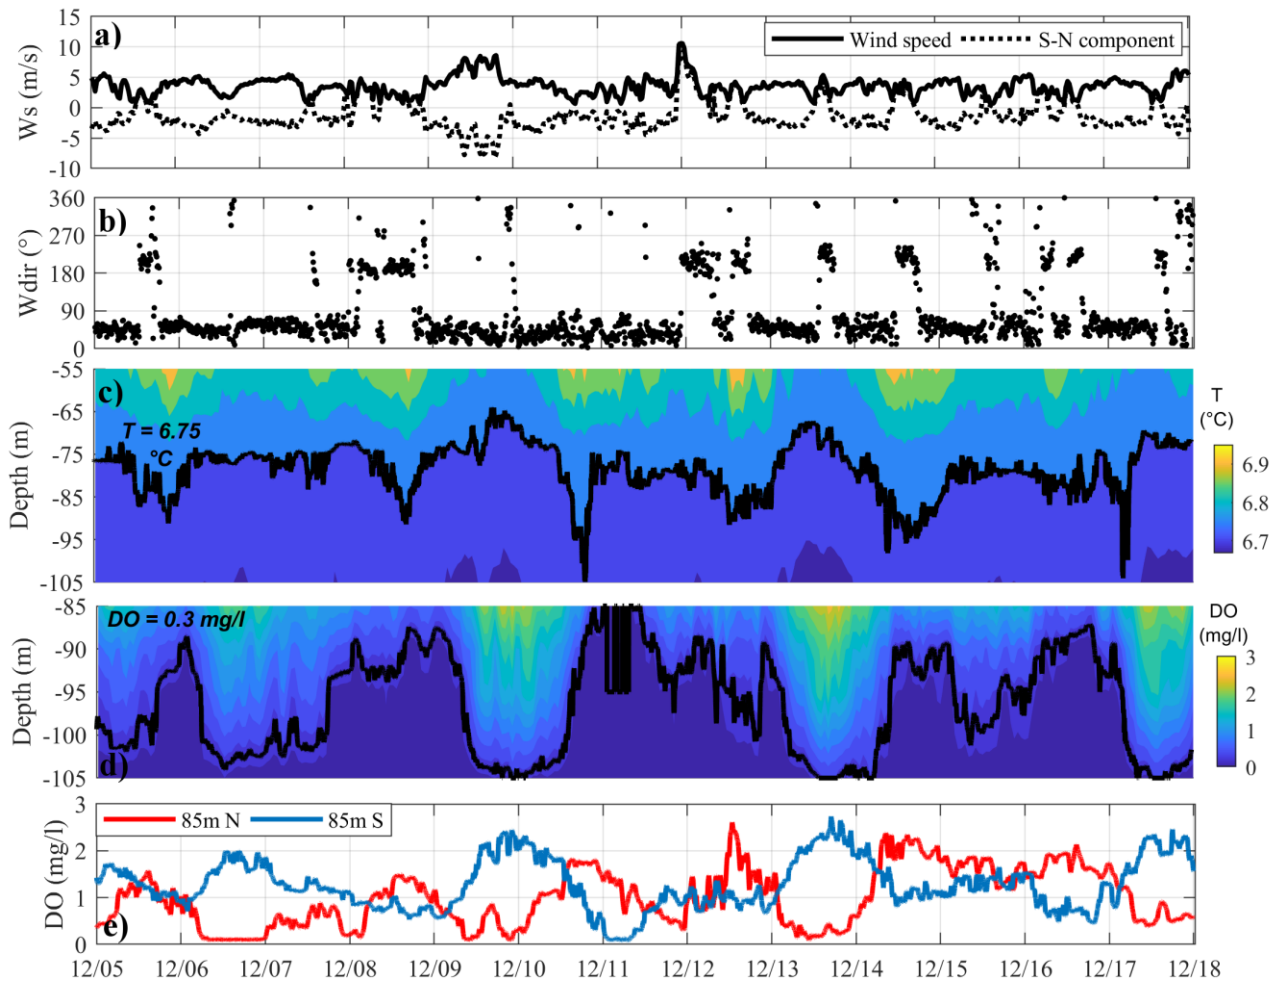 a)
Wind speed S-N component
Ws (m/s)
15
10
5
0
-5
-10
b)
Wdir (°)
360
270
180
90
0
c)
T = 6.75
°C
Depth (m)
-55
-65
-75
-85
-95
-105
T
(°C)
6.9
6.8
6.7
DO = 0.3 mg/l
d)
Depth (m)
-85
-90
-95
-100
-105
DO
(mg/l)
3
2
1
0
85m N 85m S
e)
DO (mg/l)
3
2
1
0
12/05 12/06 12/07 12/08 12/09 12/10 12/11 12/12 12/13 12/14 12/15 12/16 12/17 12/18